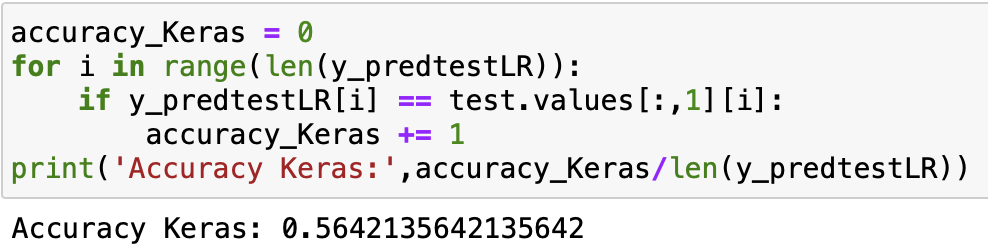 accuracy_Keras = 0
for i in range(len(y_predtestLR)):
    if y_predtestLR[i] == test.values[:,1][i]:
        accuracy_Keras += 1
print('Accuracy Keras:',accuracy_Keras/len(y_predtestLR))
Accuracy Keras: 0.5642135642135642